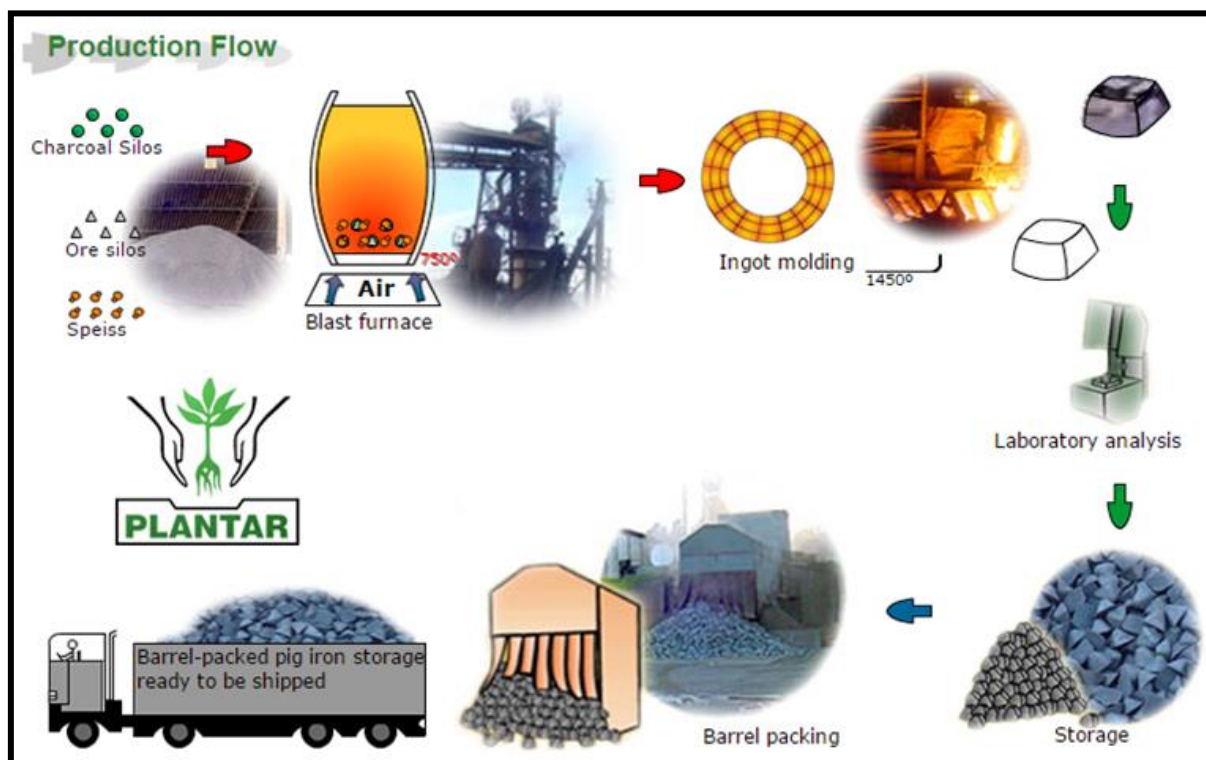 Production Flow
Charcoal Silos
Ore silos
Speiss
750º
Air
Blast furnace
Ingot molding
1450º
Laboratory analysis
Storage
Barrel packing
PLANTAR
Barrel-packed pig iron storage
ready to be shipped